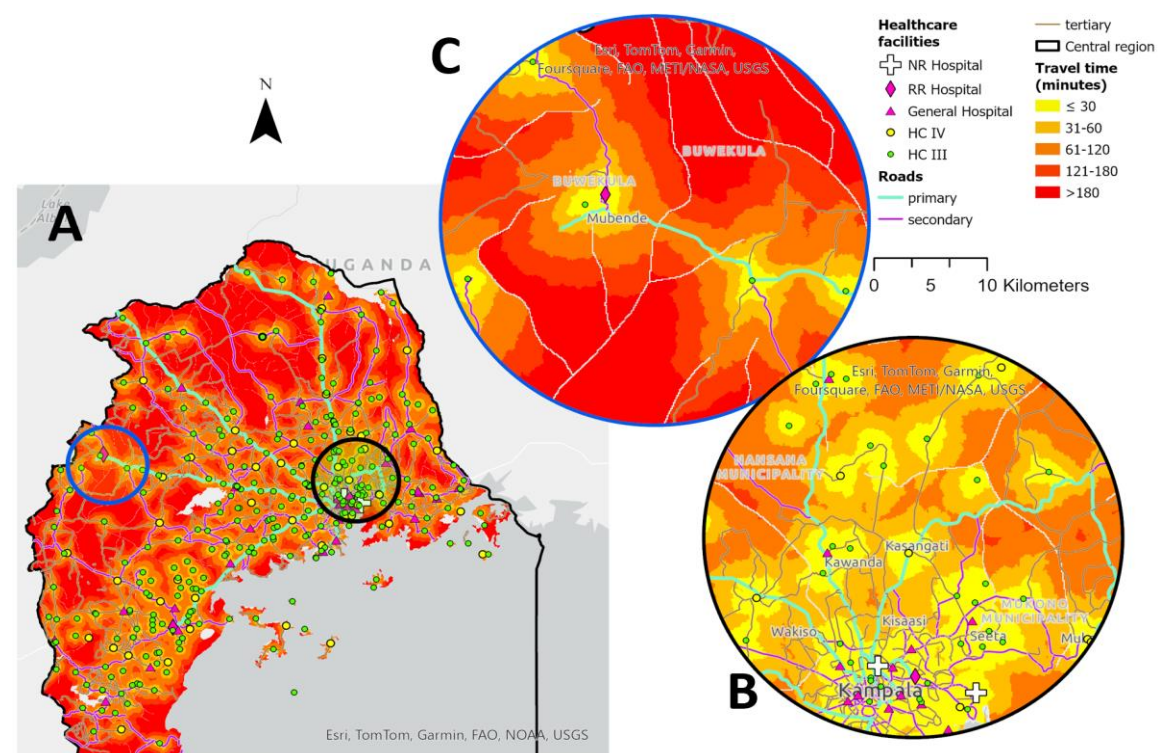 C
Esri, TomTom, Garmin,
Foursquare, FAO, METI/NASA, USGS
BUWEKULA
BUWEKULA
Mubende
Healthcare
facilities
NR Hospital
RR Hospital
General Hospital
HC IV
HC III
Roads
primary
secondary
tertiary
Central region
Travel time
(minutes)
≤ 30
31-60
61-120
121-180
>180
0 5 10 Kilometers
N
A
Lake
UGANDA
Esri, TomTom, Garmin, FAO, NOAA, USGS
Esri, TomTom, Garmin,
Foursquare, FAO, METI/NASA, USGS
NANSANA
MUNICIPALITY
Kasangati
Kawanda
MUNICIPALITY
Wakiso
Kisaasi
Seeta
Kampala
B